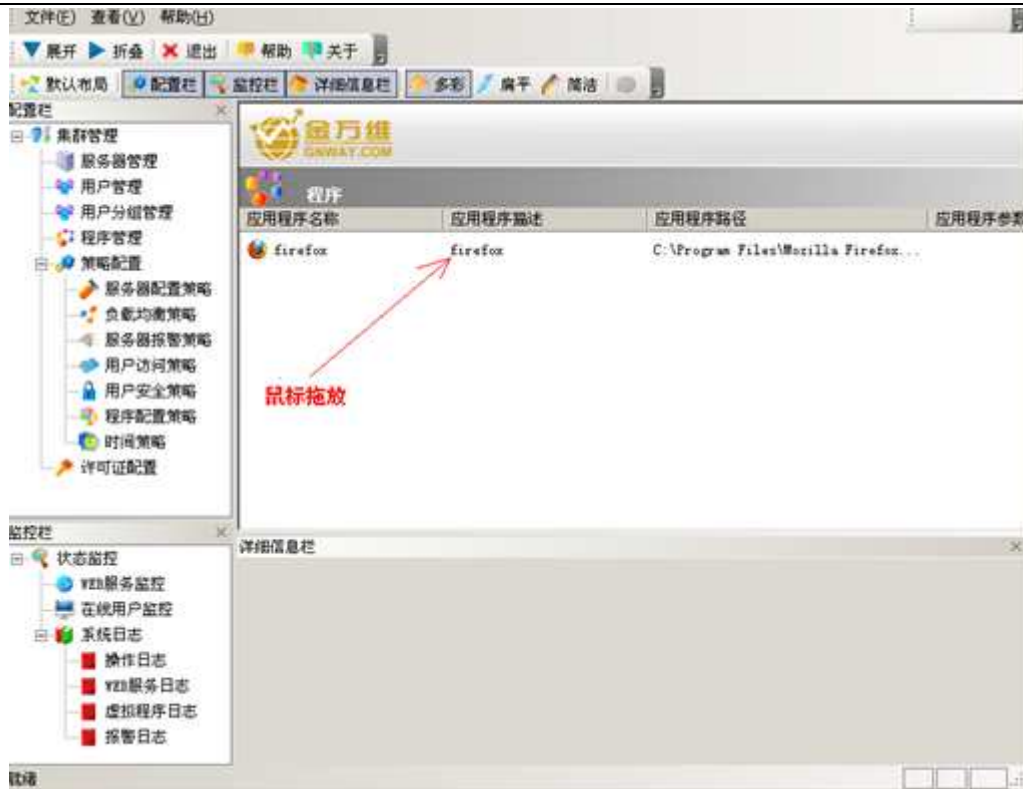 文件(E) 查看(V) 帮助(H)
展开 折叠 退出 帮助 关于
默认布局 配置栏 监控栏 详细信息栏 多彩 扁平 简洁
配置栏
集群管理
服务器管理
用户管理
用户分组管理
程序管理
策略配置
服务器配置策略
负载均衡策略
服务器报警策略
用户访问策略
用户安全策略
程序配置策略
时间策略
许可证配置
金万维
GNWAY.COM
程序
应用程序名称 应用程序描述 应用程序路径 应用程序参数
firefox firefox C:\Program Files\Mozilla Firefox...
鼠标拖放
监控栏
状态监控
WEB服务监控
在线用户监控
系统日志
操作日志
WEB服务日志
虚拟程序日志
报警日志
详细信息栏
就绪